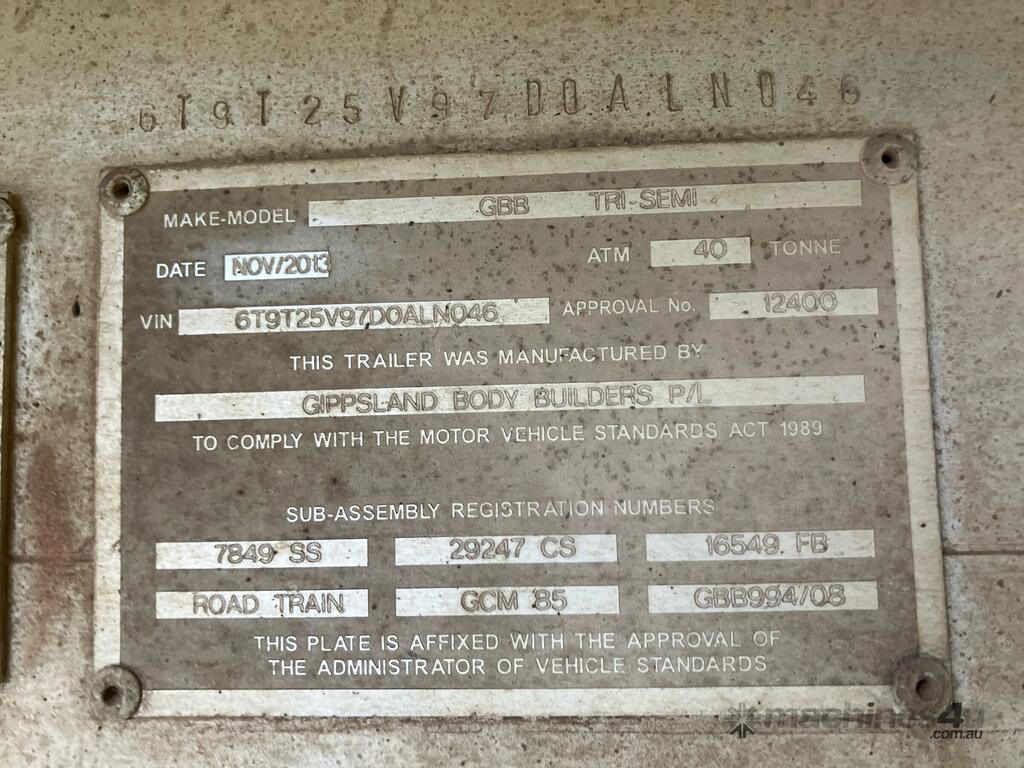 6T9T25V97D0ALN046
MAKE-MODEL GBB TRI-SEMI
DATE NOV/2013 ATM 40 TONNE
VIN 6T9T25V97D0ALN046 APPROVAL No. 12400
THIS TRAILER WAS MANUFACTURED BY
GIPPSLAND BODY BUILDERS P/L
TO COMPLY WITH THE MOTOR VEHICLE STANDARDS ACT 1989
SUB-ASSEMBLY REGISTRATION NUMBERS
7849 SS 29247 CS 16549 FB
ROAD TRAIN GCM 85 GBB994/08
THIS PLATE IS AFFIXED WITH THE APPROVAL OF
THE ADMINISTRATOR OF VEHICLE STANDARDS
machines4u
.com.au